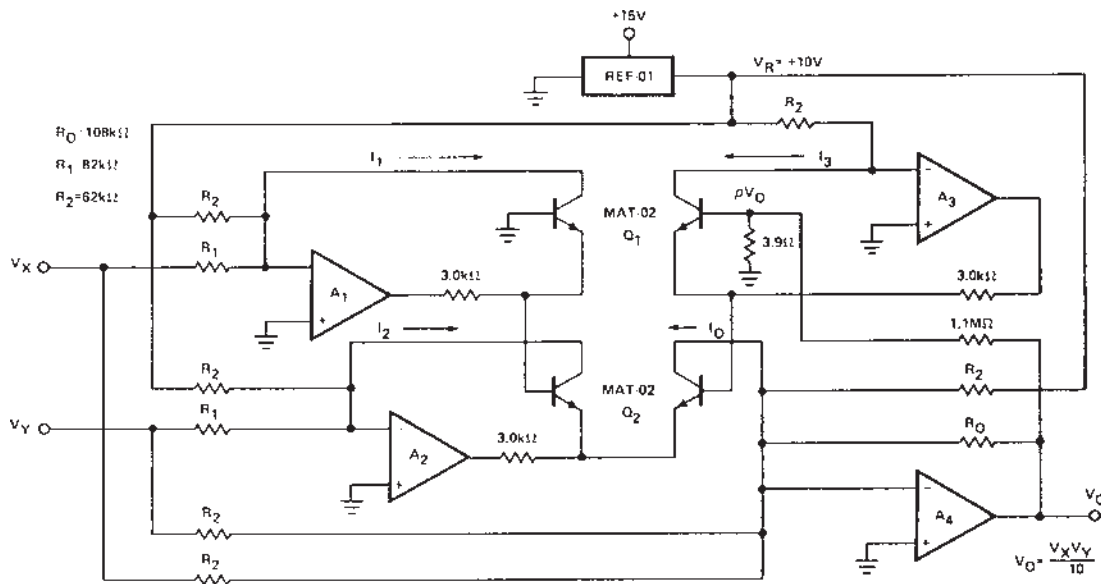 +15V
REF-01
V_R = +10V
R_2
R_O =108kΩ
R_1 =82kΩ
R_2=62kΩ
I_1
I_3
R_2
R_1
V_X
A_1
3.0kΩ
MAT-02
Q_1
ρV_O
3.9Ω
A_3
3.0kΩ
1.1MΩ
I_2
I_O
R_2
R_1
V_Y
A_2
3.0kΩ
MAT-02
Q_2
R_2
R_O
R_2
R_2
A_4
V_O
V_O= V_XV_Y
10